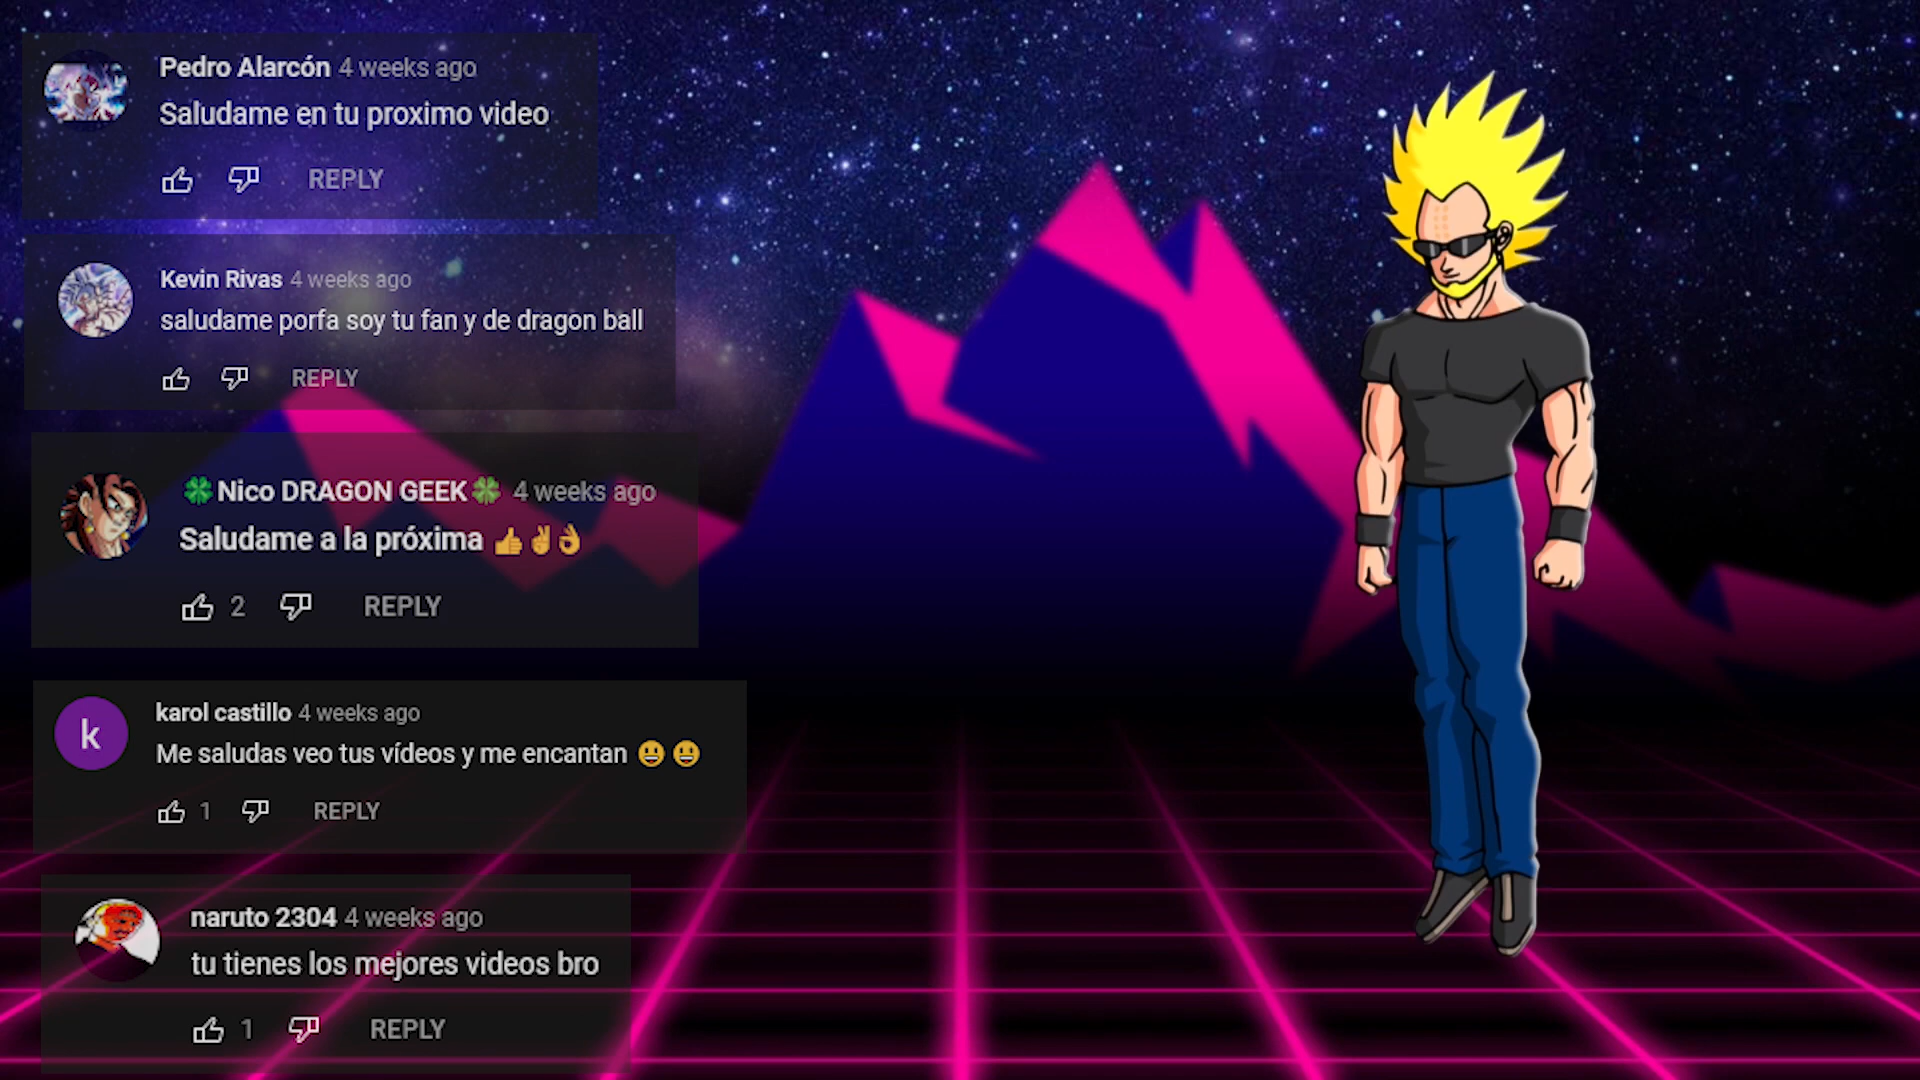 Pedro Alarcón 4 weeks ago
Saludame en tu proximo video
REPLY
Kevin Rivas 4 weeks ago
saludame porfa soy tu fan y de dragon ball
REPLY
🍀Nico DRAGON GEEK🍀 4 weeks ago
Saludame a la próxima 👍✌👌
2 REPLY
k
karol castillo 4 weeks ago
Me saludas veo tus vídeos y me encantan 😀 😀
1 REPLY
naruto 2304 4 weeks ago
tu tienes los mejores videos bro
1 REPLY